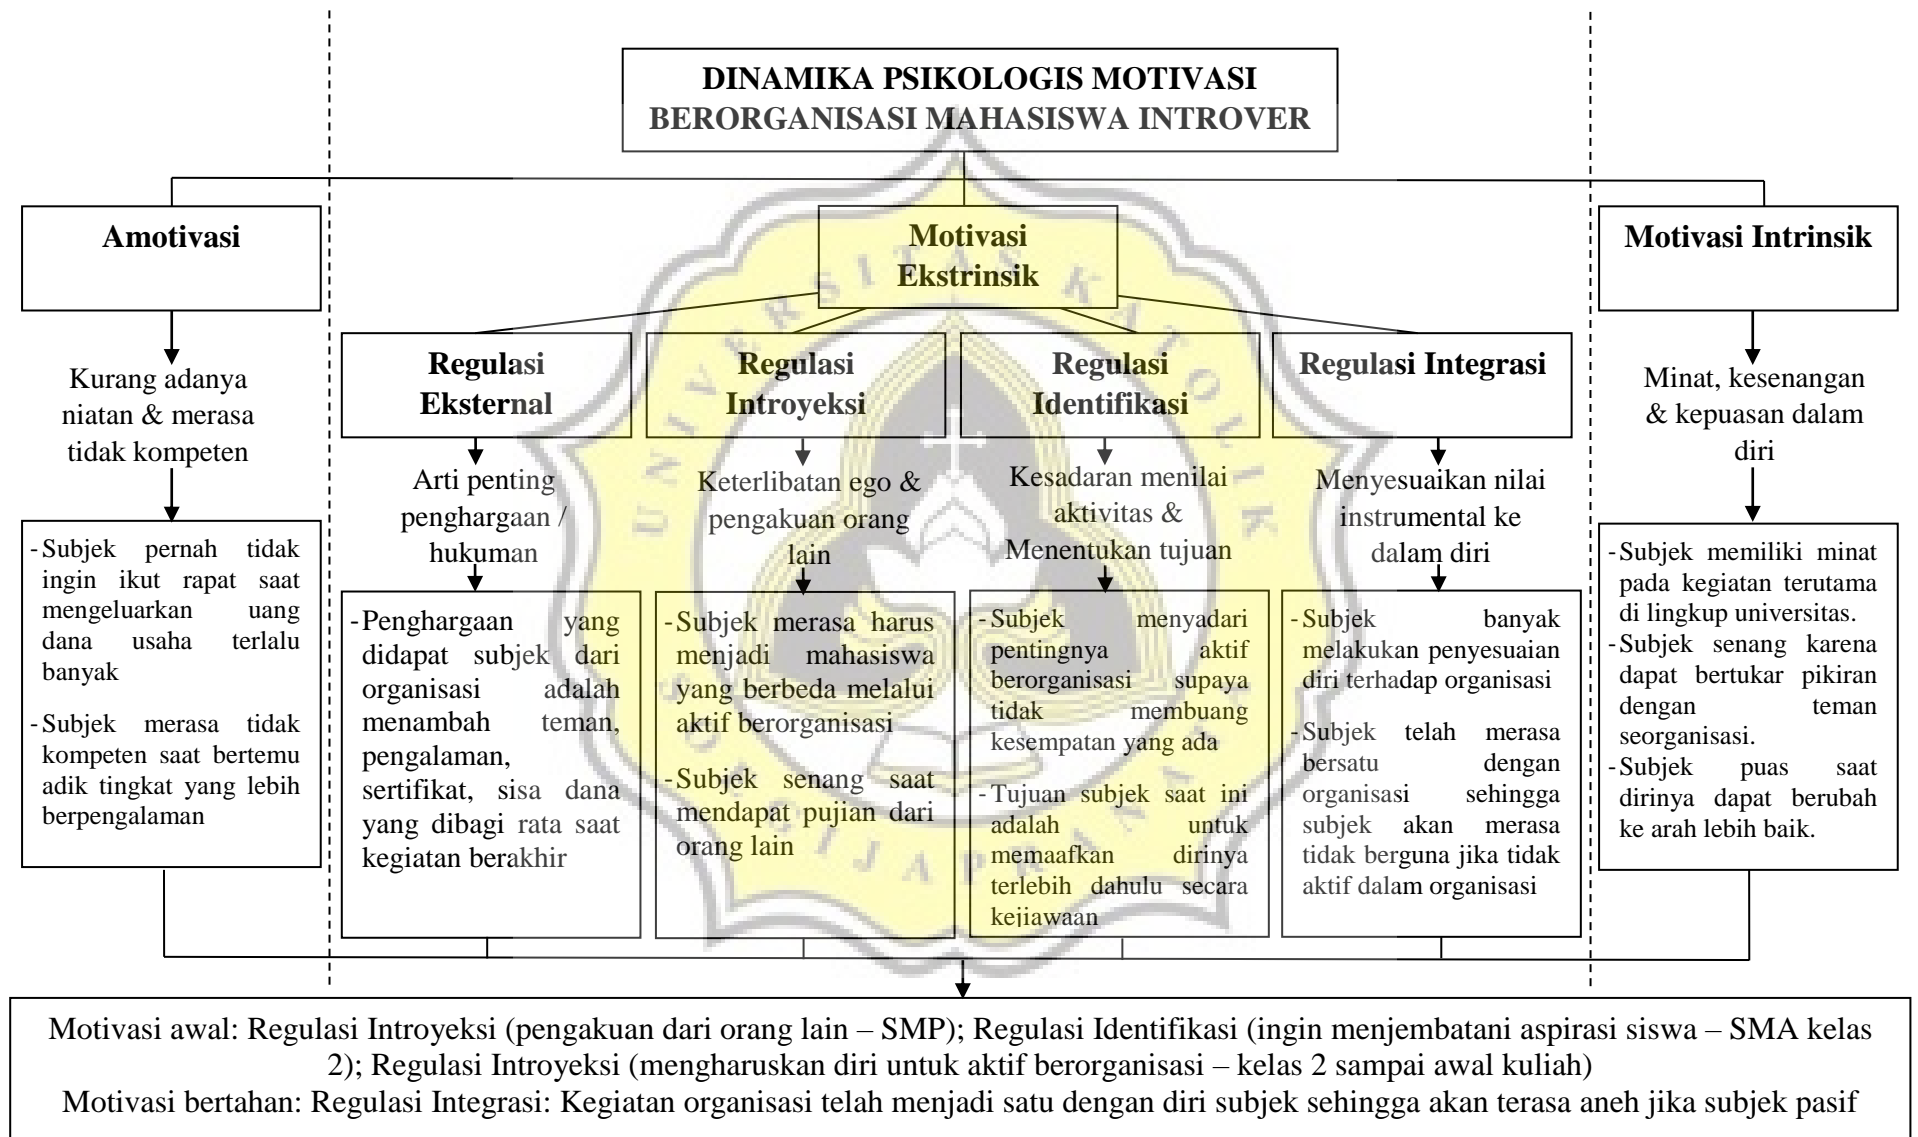 DINAMIKA PSIKOLOGIS MOTIVASI
BERORGANISASI MAHASISWA INTROVER
Amotivasi
Motivasi
Ekstrinsik
Motivasi Intrinsik
Regulasi
Eksternal
Regulasi
Introyeksi
Regulasi
Identifikasi
Regulasi Integrasi
Kurang adanya
niatan & merasa
tidak kompeten
Arti penting
penghargaan /
hukuman
Keterlibatan ego &
pengakuan orang
lain
Kesadaran menilai
aktivitas &
Menentukan tujuan
Menyesuaikan nilai
instrumental ke
dalam diri
Minat, kesenangan
& kepuasan dalam
diri
-Subjek pernah tidak
ingin ikut rapat saat
mengeluarkan uang
dana usaha terlalu
banyak
-Subjek merasa tidak
kompeten saat bertemu
adik tingkat yang lebih
berpengalaman
-Penghargaan yang
didapat subjek dari
organisasi adalah
menambah teman,
pengalaman,
sertifikat, sisa dana
yang dibagi rata saat
kegiatan berakhir
-Subjek merasa harus
menjadi mahasiswa
yang berbeda melalui
aktif berorganisasi
-Subjek senang saat
mendapat pujian dari
orang lain
-Subjek menyadari
pentingnya aktif
berorganisasi supaya
tidak membuang
kesempatan yang ada
-Tujuan subjek saat ini
adalah untuk
memaafkan dirinya
terlebih dahulu secara
kejiawaan
-Subjek banyak
melakukan penyesuaian
diri terhadap organisasi
-Subjek telah merasa
bersatu dengan
organisasi sehingga
subjek akan merasa
tidak berguna jika tidak
aktif dalam organisasi
-Subjek memiliki minat
pada kegiatan terutama
di lingkup universitas.
-Subjek senang karena
dapat bertukar pikiran
dengan teman
seorganisasi.
-Subjek puas saat
dirinya dapat berubah
ke arah lebih baik.
Motivasi awal: Regulasi Introyeksi (pengakuan dari orang lain – SMP); Regulasi Identifikasi (ingin menjembatani aspirasi siswa – SMA kelas
2); Regulasi Introyeksi (mengharuskan diri untuk aktif berorganisasi – kelas 2 sampai awal kuliah)
Motivasi bertahan: Regulasi Integrasi: Kegiatan organisasi telah menjadi satu dengan diri subjek sehingga akan terasa aneh jika subjek pasif
UNIVERSITAS KATOLIK
SOEGIJAPRANATA